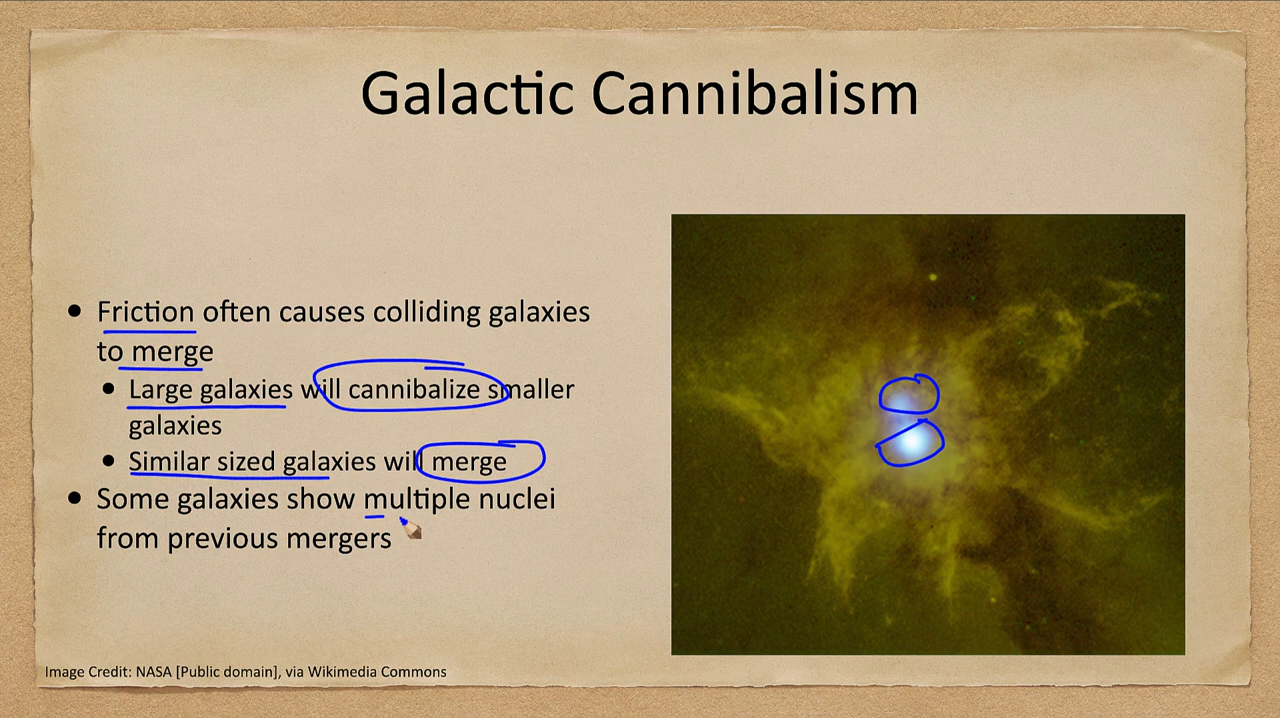 Galactic Cannibalism
• Friction often causes colliding galaxies
to merge
• Large galaxies will cannibalize smaller
galaxies
• Similar sized galaxies will merge
• Some galaxies show multiple nuclei
from previous mergers
Image Credit: NASA [Public domain], via Wikimedia Commons